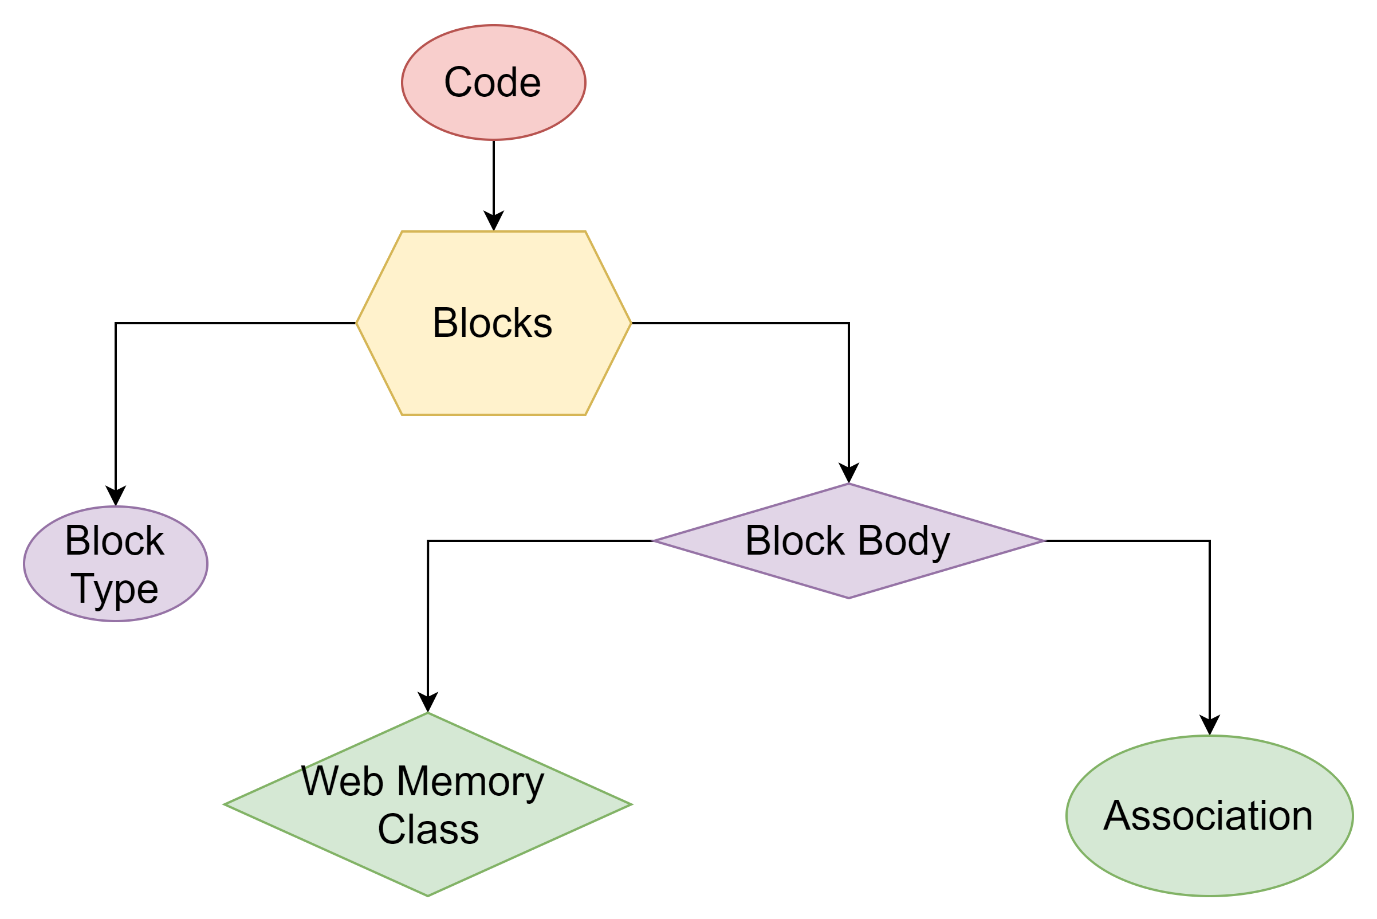 Code
Blocks
Block
Type
Block Body
Web Memory
Class
Association